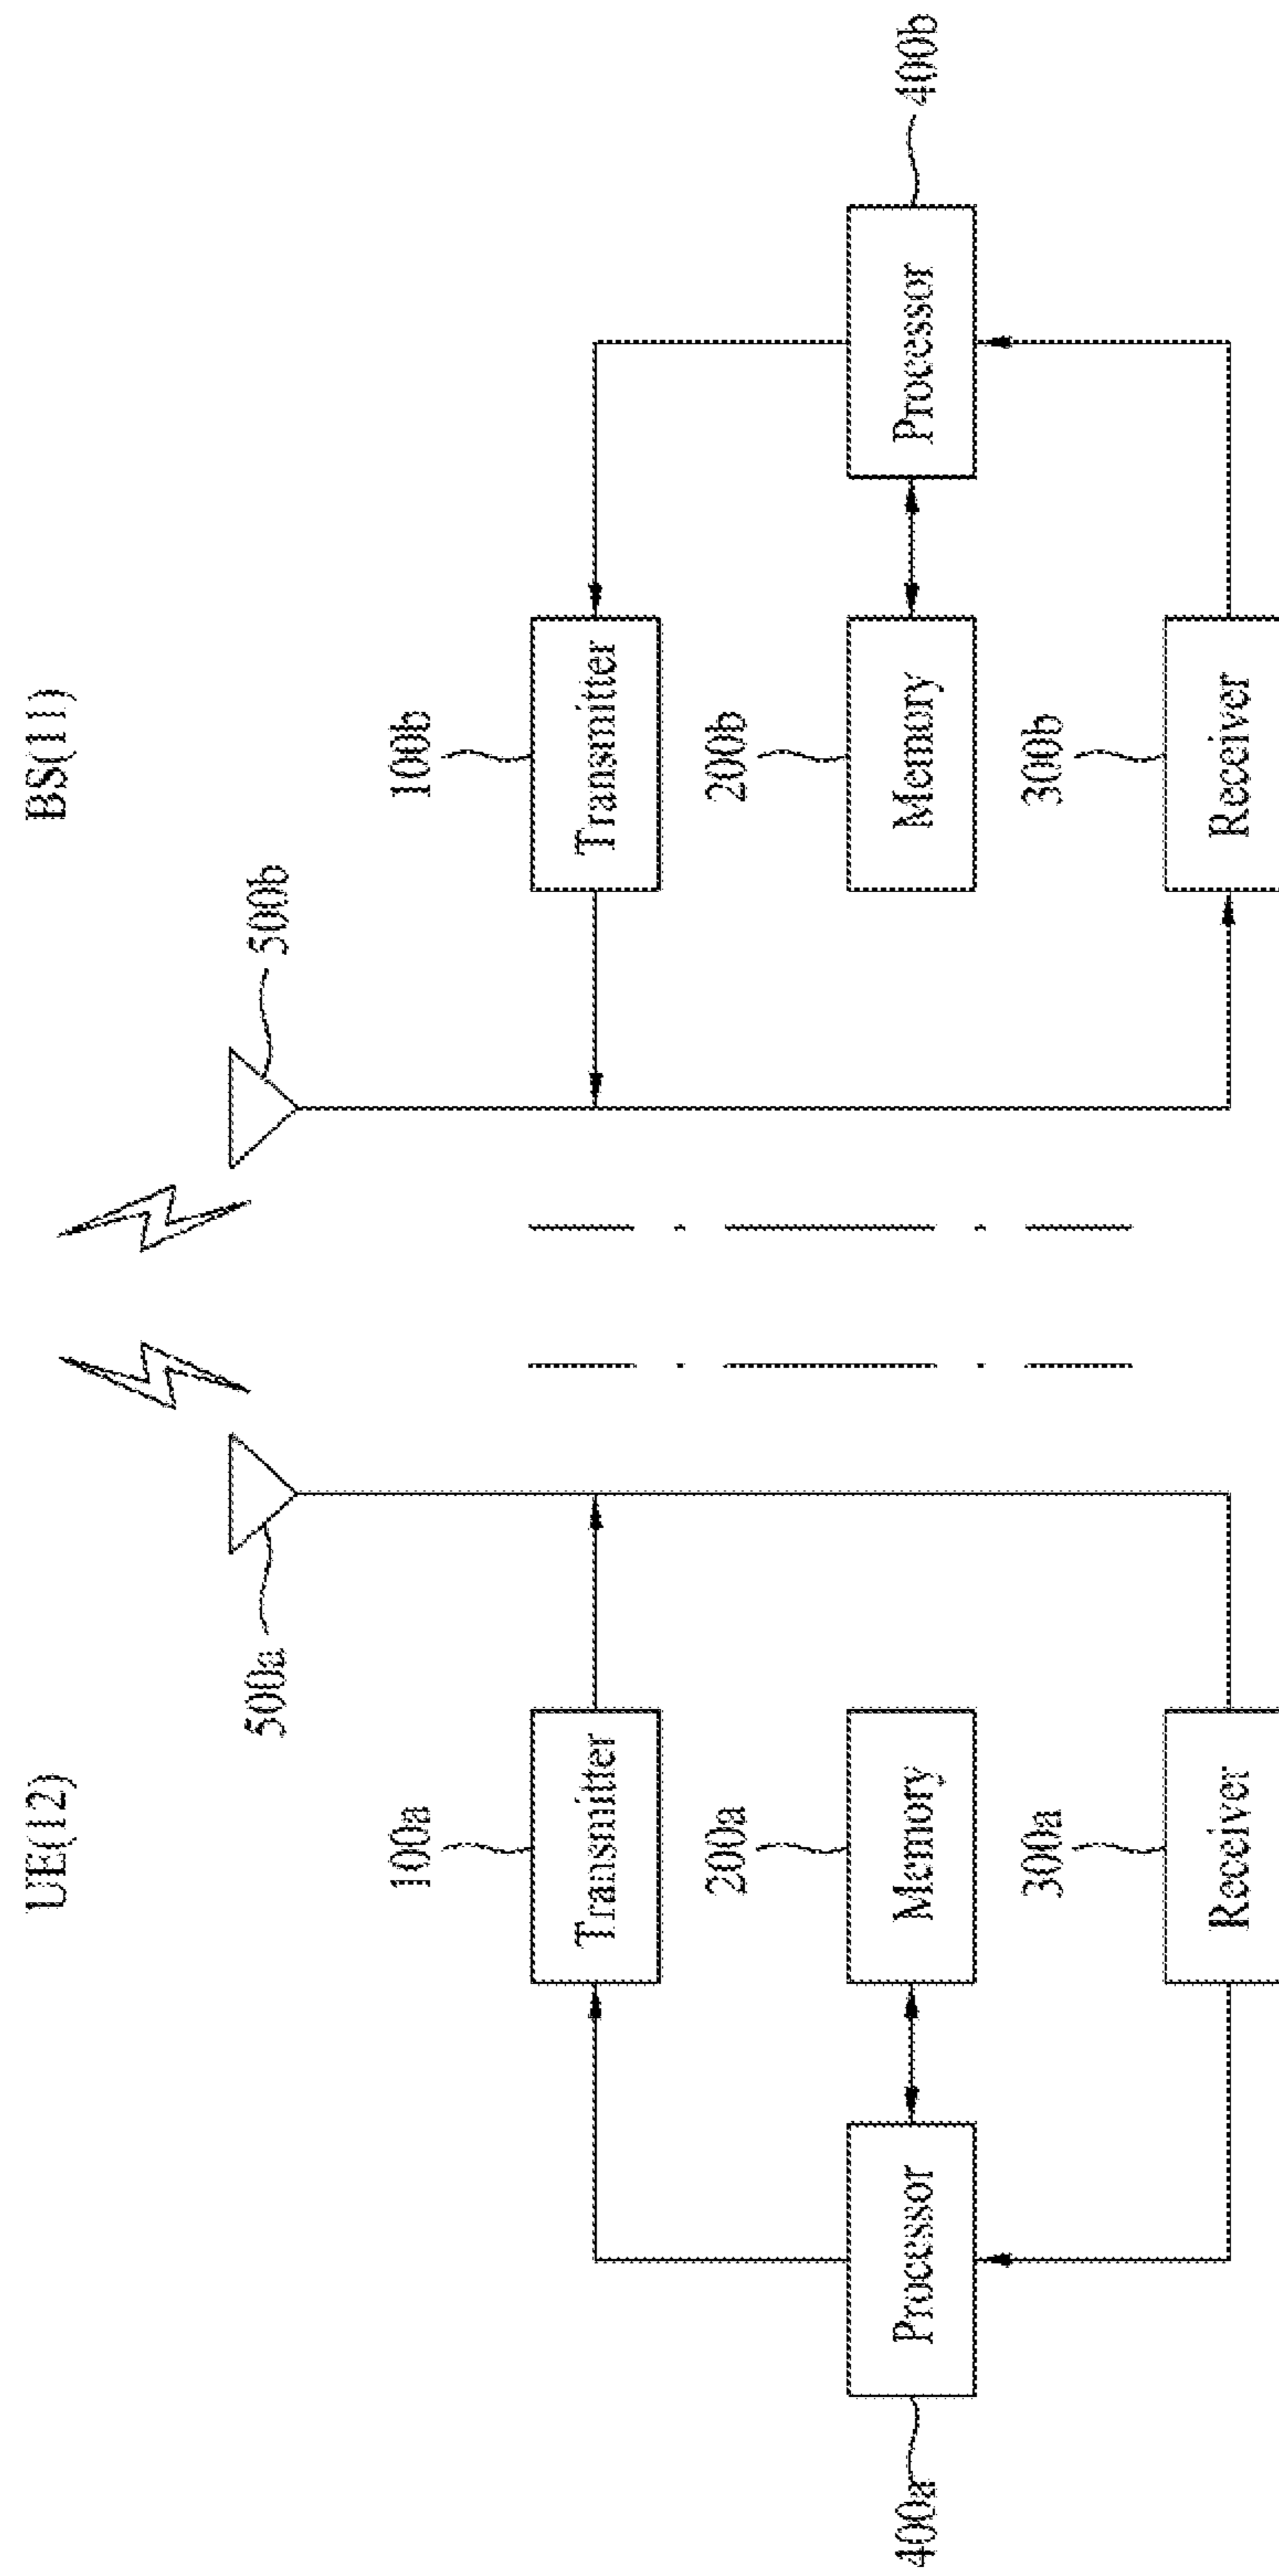 UE(12)
BS(11)
500a
500b
100a
Transmitter
100b
Transmitter
200a
200b
400a
Processor
Memory
Memory
Processor
400b
300a
Receiver
300b
Receiver